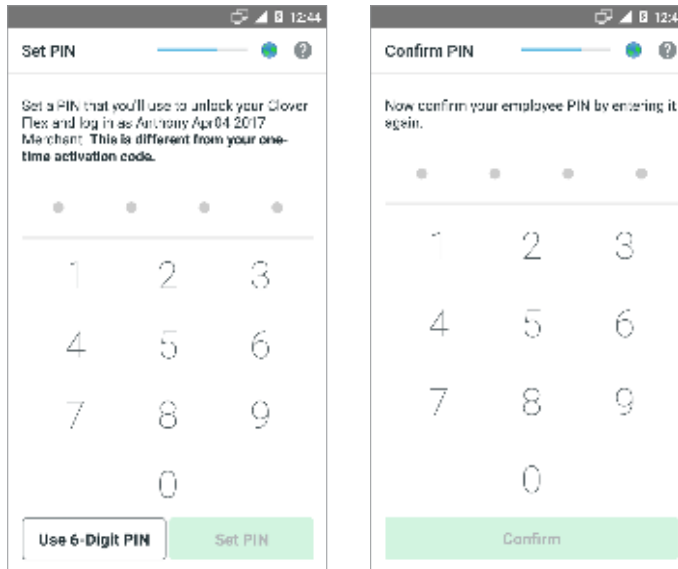 12:44
Set PIN
Set a PIN that you'll use to unlock your Clover
Flex and log in as Anthony Apr04 2017
Merchant. This is different from your one-
time activation code.
1 2 3
4 5 6
7 8 9
0
Use 6-Digit PIN Set PIN
12:4
Confirm PIN
Now confirm your employee PIN by entering it
again.
1 2 3
4 5 6
7 8 9
0
Confirm